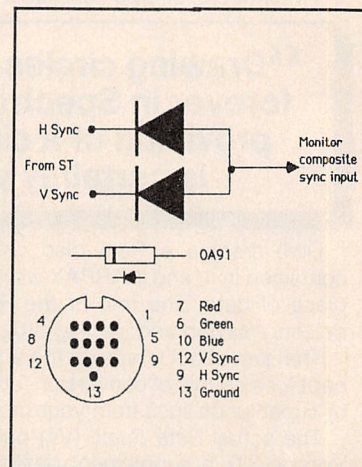 H Sync
From ST
V Sync
Monitor
composite
sync input
OA91
4
8
12
1
5
9
13
7 Red
6 Green
10 Blue
12 V Sync
9 H Sync
13 Ground